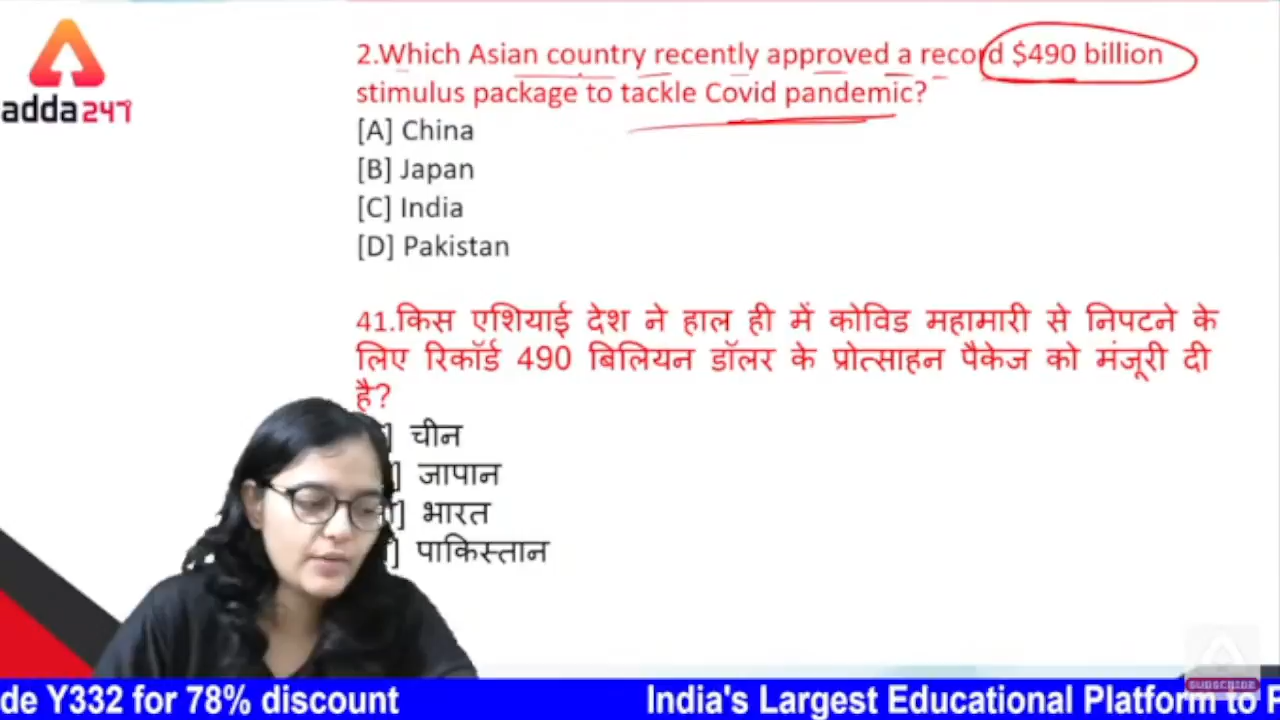 adda247
2.Which Asian country recently approved a record $490 billion
stimulus package to tackle Covid pandemic?
[A] China
[B] Japan
[C] India
[D] Pakistan
41.किस एशियाई देश ने हाल ही में कोविड महामारी से निपटने के
लिए रिकॉर्ड 490 बिलियन डॉलर के प्रोत्साहन पैकेज को मंजूरी दी
है?
] चीन
] जापान
] भारत
] पाकिस्तान
SUBSCRIBE
de Y332 for 78% discount India's Largest Educational Platform to P